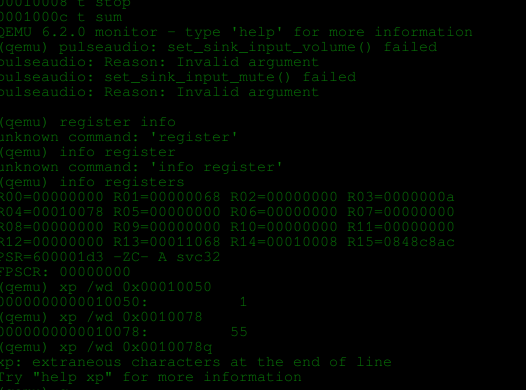 00010008 t stop
0001000c t sum
QEMU 6.2.0 monitor - type 'help' for more information
(qemu) pulseaudio: set_sink_input_volume() failed
pulseaudio: Reason: Invalid argument
pulseaudio: set_sink_input_mute() failed
pulseaudio: Reason: Invalid argument
(qemu) register info
unknown command: 'register'
(qemu) info register
unknown command: 'info register'
(qemu) info registers
R00=00000000 R01=00000068 R02=00000000 R03=0000000a
R04=00010078 R05=00000000 R06=00000000 R07=00000000
R08=00000000 R09=00000000 R10=00000000 R11=00000000
R12=00000000 R13=00011068 R14=00010008 R15=0848c8ac
PSR=600001d3 -ZC- A svc32
FPSCR: 00000000
(qemu) xp /wd 0x00010050
0000000000010050:          1
(qemu) xp /wd 0x0010078
0000000000010078:         55
(qemu) xp /wd 0x0010078q
xp: extraneous characters at the end of line
Try "help xp" for more information